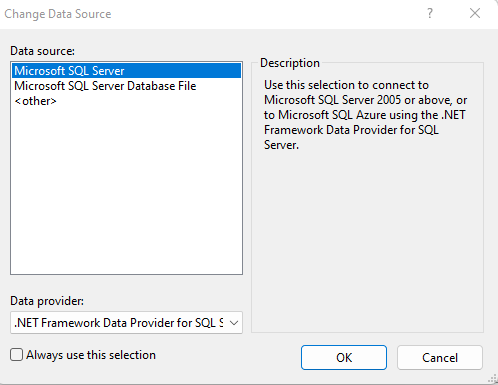 Change Data Source
?
Data source:
Microsoft SQL Server
Microsoft SQL Server Database File
<other>
Description
Use this selection to connect to
Microsoft SQL Server 2005 or above, or
to Microsoft SQL Azure using the .NET
Framework Data Provider for SQL
Server.
Data provider:
.NET Framework Data Provider for SQL S
Always use this selection
OK
Cancel